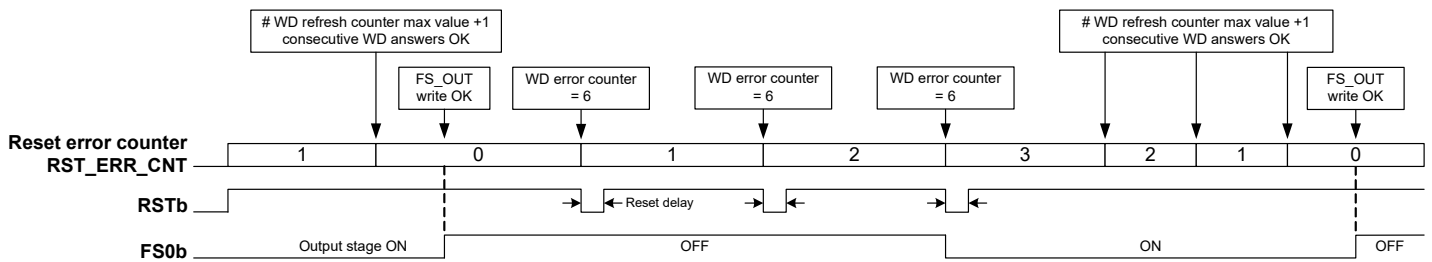 # WD refresh counter max value +1
consecutive WD answers OK
# WD refresh counter max value +1
consecutive WD answers OK
FS_OUT
write OK
WD error counter
= 6
WD error counter
= 6
WD error counter
= 6
FS_OUT
write OK
Reset error counter
RST_ERR_CNT
1 0 1 2 3 2 1 0
RSTb
Reset delay
FS0b
Output stage ON OFF ON OFF